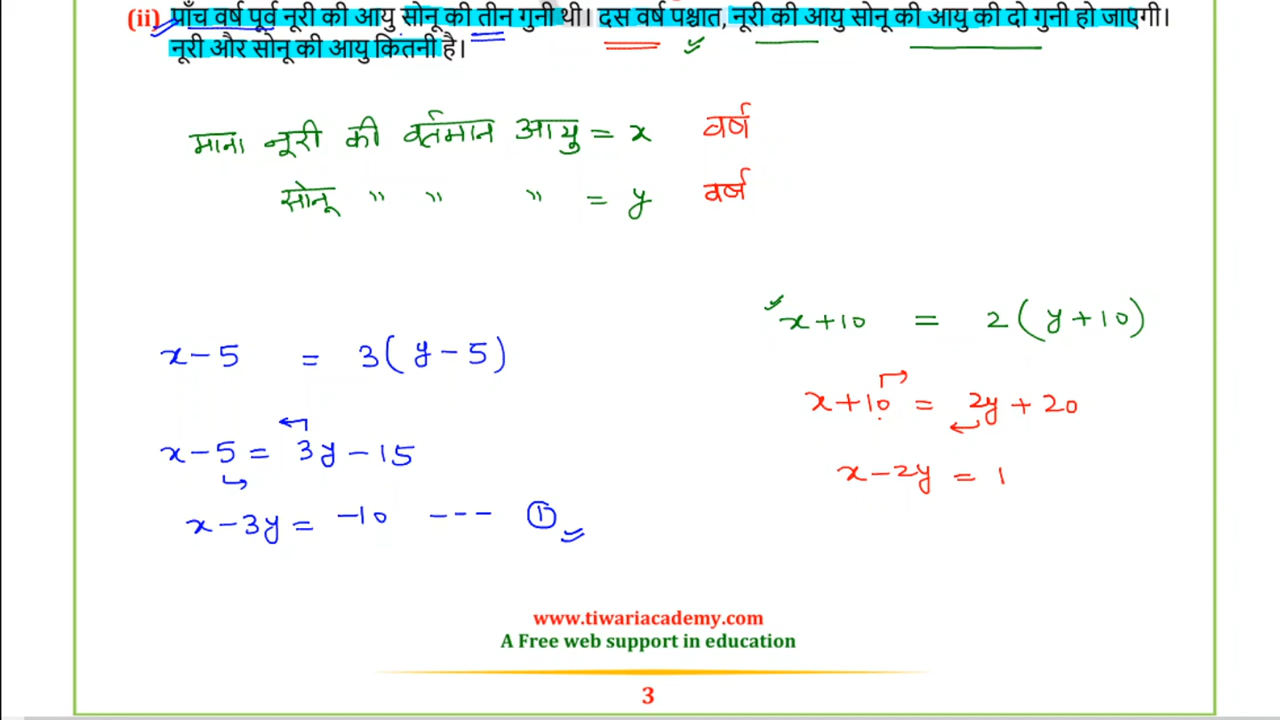 (ii) पाँच वर्ष पूर्व नूरी की आयु सोनू की तीन गुनी थी। दस वर्ष पश्चात, नूरी की आयु सोनू की आयु की दो गुनी हो जाएगी।
नूरी और सोनू की आयु कितनी है।
माना नूरी की वर्तमान आयु = x वर्ष
सोनू " " " = y वर्ष
x - 5 = 3(y - 5)
x - 5 = 3y - 15
x - 3y = -10 --- ①
x + 10 = 2(y + 10)
x + 10 = 2y + 20
x - 2y = 1
www.tiwariacademy.com
A Free web support in education
3